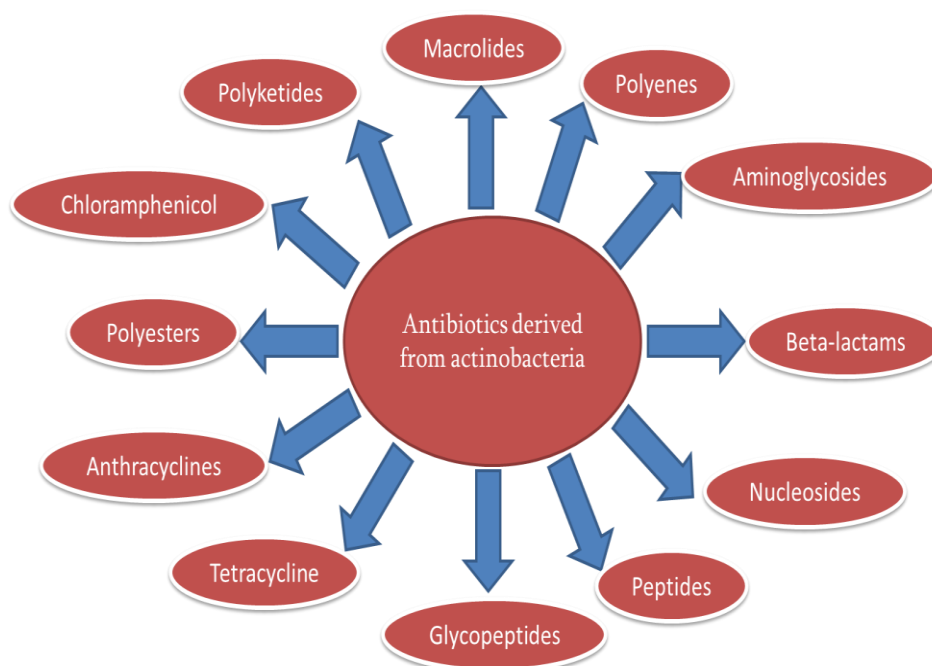 Macrolides
Polyenes
Aminoglycosides
Beta-lactams
Nucleosides
Peptides
Glycopeptides
Tetracycline
Anthracyclines
Polyesters
Chloramphenicol
Polyketides
Antibiotics derived
from actinobacteria